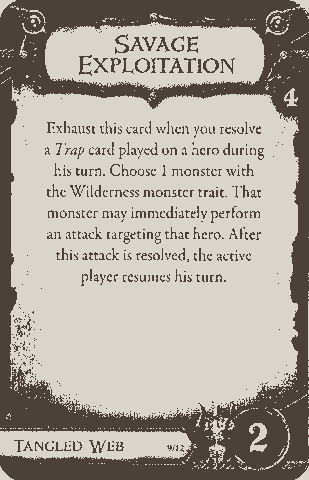 SAVAGE
EXPLOITATION
4
Exhaust this card when you resolve
a Trap card played on a hero during
his turn. Choose 1 monster with
the Wilderness monster trait. That
monster may immediately perform
an attack targeting that hero. After
this attack is resolved, the active
player resumes his turn.
TANGLED WEB
9/12
2